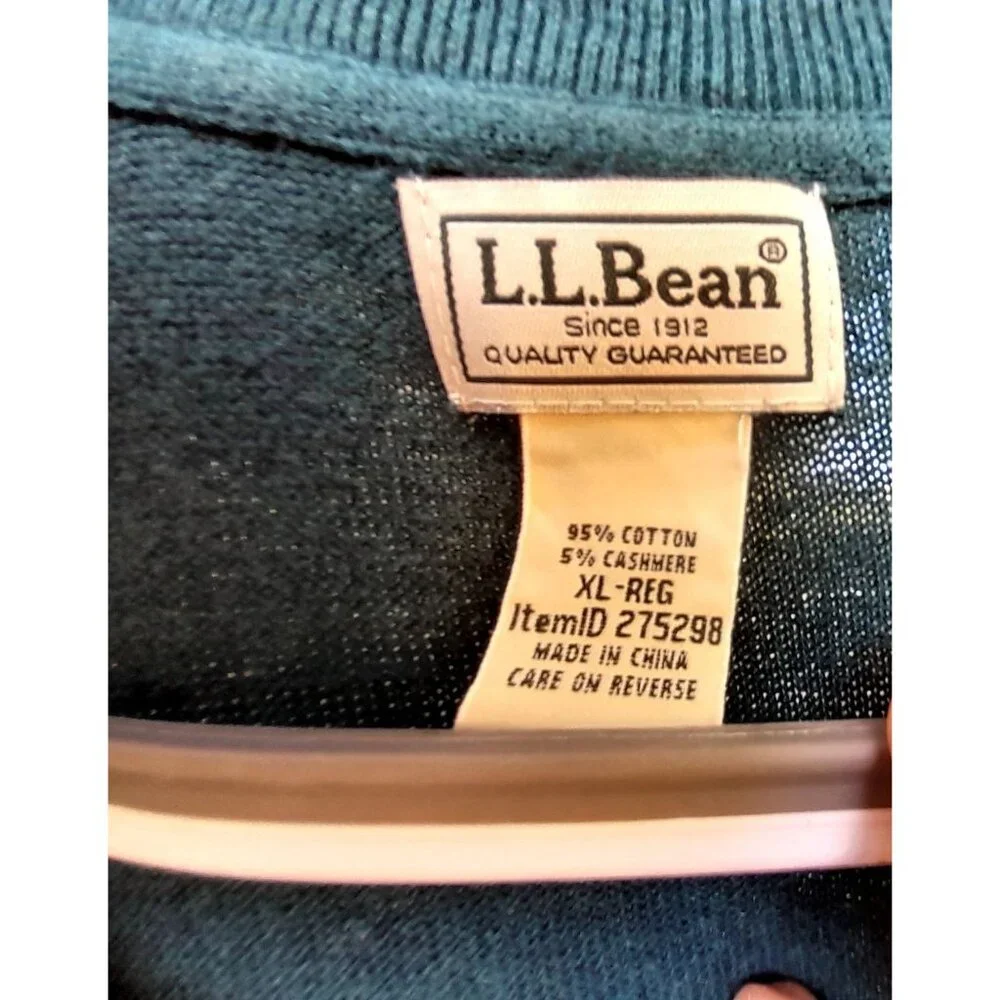 L.L.Bean®
Since 1912
QUALITY GUARANTEED
95% COTTON
5% CASHMERE
XL-REG
ItemID 275298
MADE IN CHINA
CARE ON REVERSE